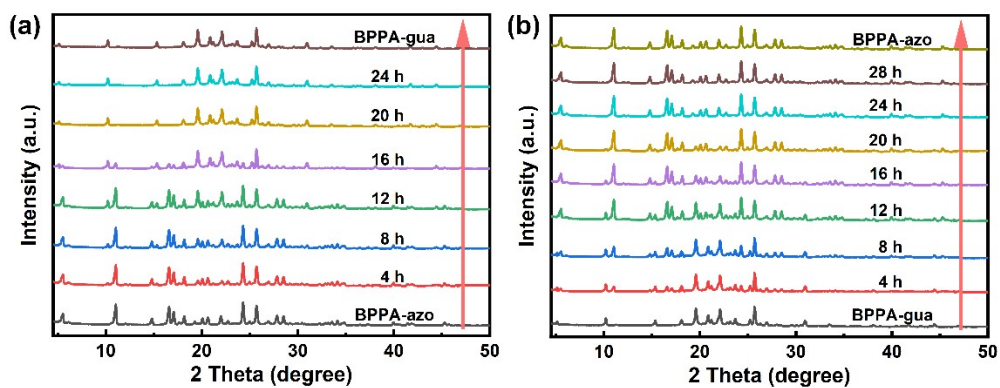 (a)
BPPA-gua
24 h
20 h
16 h
12 h
8 h
4 h
BPPA-azo
Intensity (a.u.)
10 20 30 40 50
2 Theta (degree)
(b)
BPPA-azo
28 h
24 h
20 h
16 h
12 h
8 h
4 h
BPPA-gua
Intensity (a.u.)
10 20 30 40 50
2 Theta (degree)